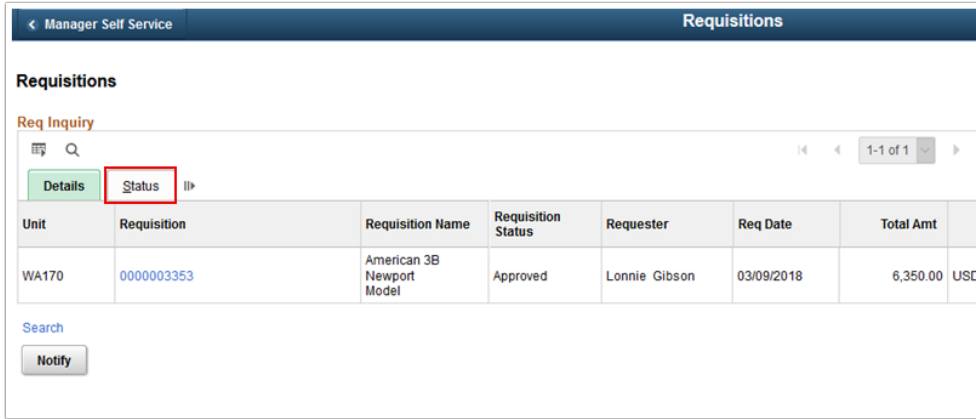 Manager Self Service
Requisitions
Requisitions
Req Inquiry
1-1 of 1
Details Status
Unit Requisition Requisition Name Requisition Status Requester Req Date Total Amt
WA170 0000003353 American 3B Newport Model Approved Lonnie Gibson 03/09/2018 6,350.00 USD
Search
Notify